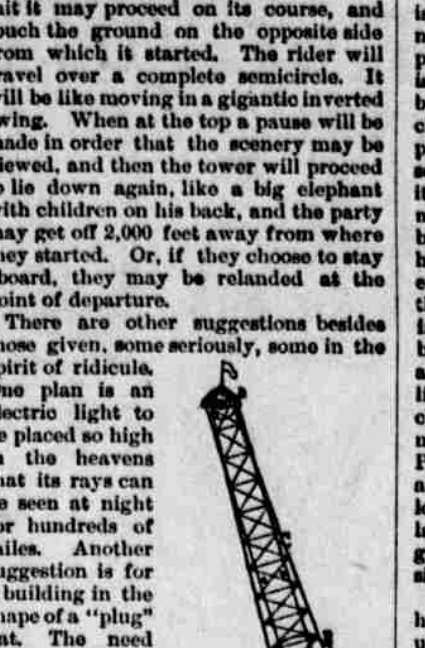 it may proceed on its course, and
ouch the ground on the opposite side
rom which it started. The rider will
ravel over a complete semicircle. It
ill be like moving in a gigantic inverted
wing. When at the top a pause will be
ade in order that the scenery may be
iewed, and then the tower will proceed
o lie down again, like a big elephant
ith children on his back, and the party
ay get off 2,000 feet away from where
hey started. Or, if they choose to stay
board, they may be relanded at the
oint of departure.
There are other suggestions besides
hose given, some seriously, some in the
pirit of ridicule.
ne plan is an
lectric light to
e placed so high
n the heavens
hat its rays can
e seen at night
or hundreds of
iles. Another
uggestion is for
building in the
hape of a "plug"
at. The need